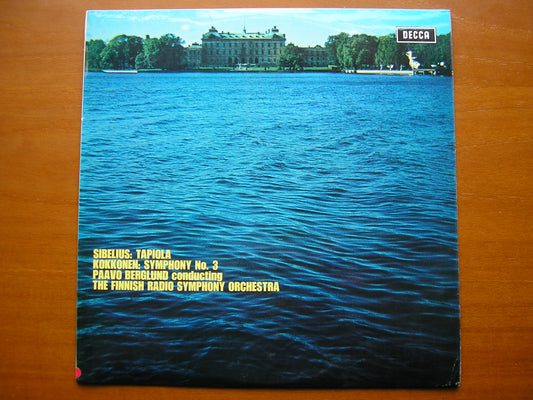 DECCA
SIBELIUS: TAPIOLA
KOKKONEN: SYMPHONY No. 3
PAAVO BERGLUND conducting
THE FINNISH RADIO SYMPHONY ORCHESTRA